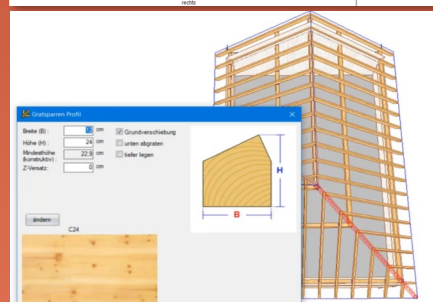 rechts
Gratsparren Profil
Breite (B) : 12 cm
Grundverschiebung
Höhe (H) : 24 cm
unten abgraten
Mindesthöhe (konstruktiv) : 22,9 cm
tiefer legen
Z-Versatz: 0 cm
H
B
ändern
C24